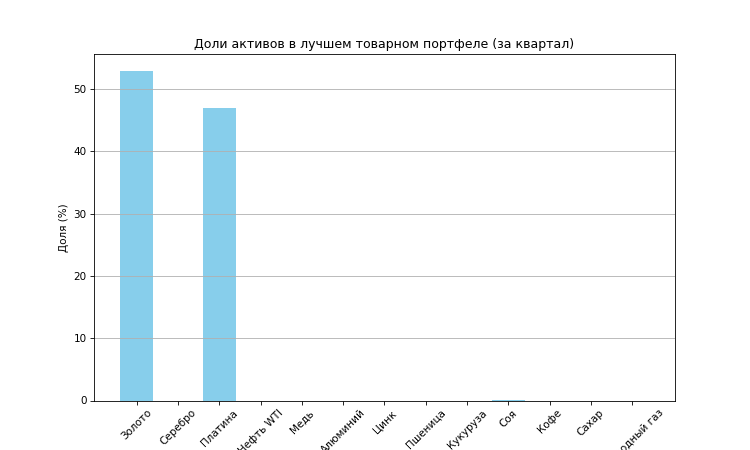 Доли активов в лучшем товарном портфеле (за квартал)
Доля (%)
50
40
30
20
10
0
Золото
Серебро
Платина
Нефть WTI
Медь
Алюминий
Цинк
Пшеница
Кукуруза
Соя
Кофе
Сахар
одный газ